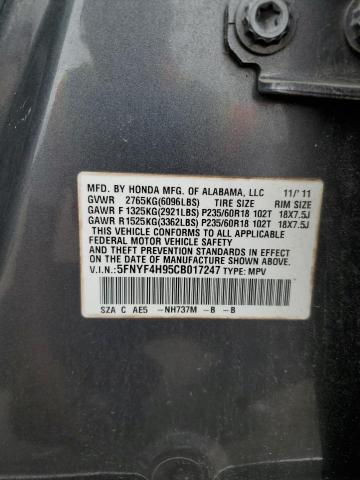 MFD. BY HONDA MFG. OF ALABAMA, LLC 11/'11
GVWR 2765KG(6096LBS) TIRE SIZE RIM SIZE
GAWR F 1325KG(2921LBS) P235/60R18 102T 18X7.5J
GAWR R 1525KG(3362LBS) P235/60R18 102T 18X7.5J
THIS VEHICLE CONFORMS TO ALL APPLICABLE
FEDERAL MOTOR VEHICLE SAFETY AND
THEFT PREVENTION STANDARDS IN EFFECT
ON THE DATE OF MANUFACTURE SHOWN ABOVE.
V.I.N.: 5FNYF4H95CB017247 TYPE: MPV
SZA C AE5 -NH737M -B -B